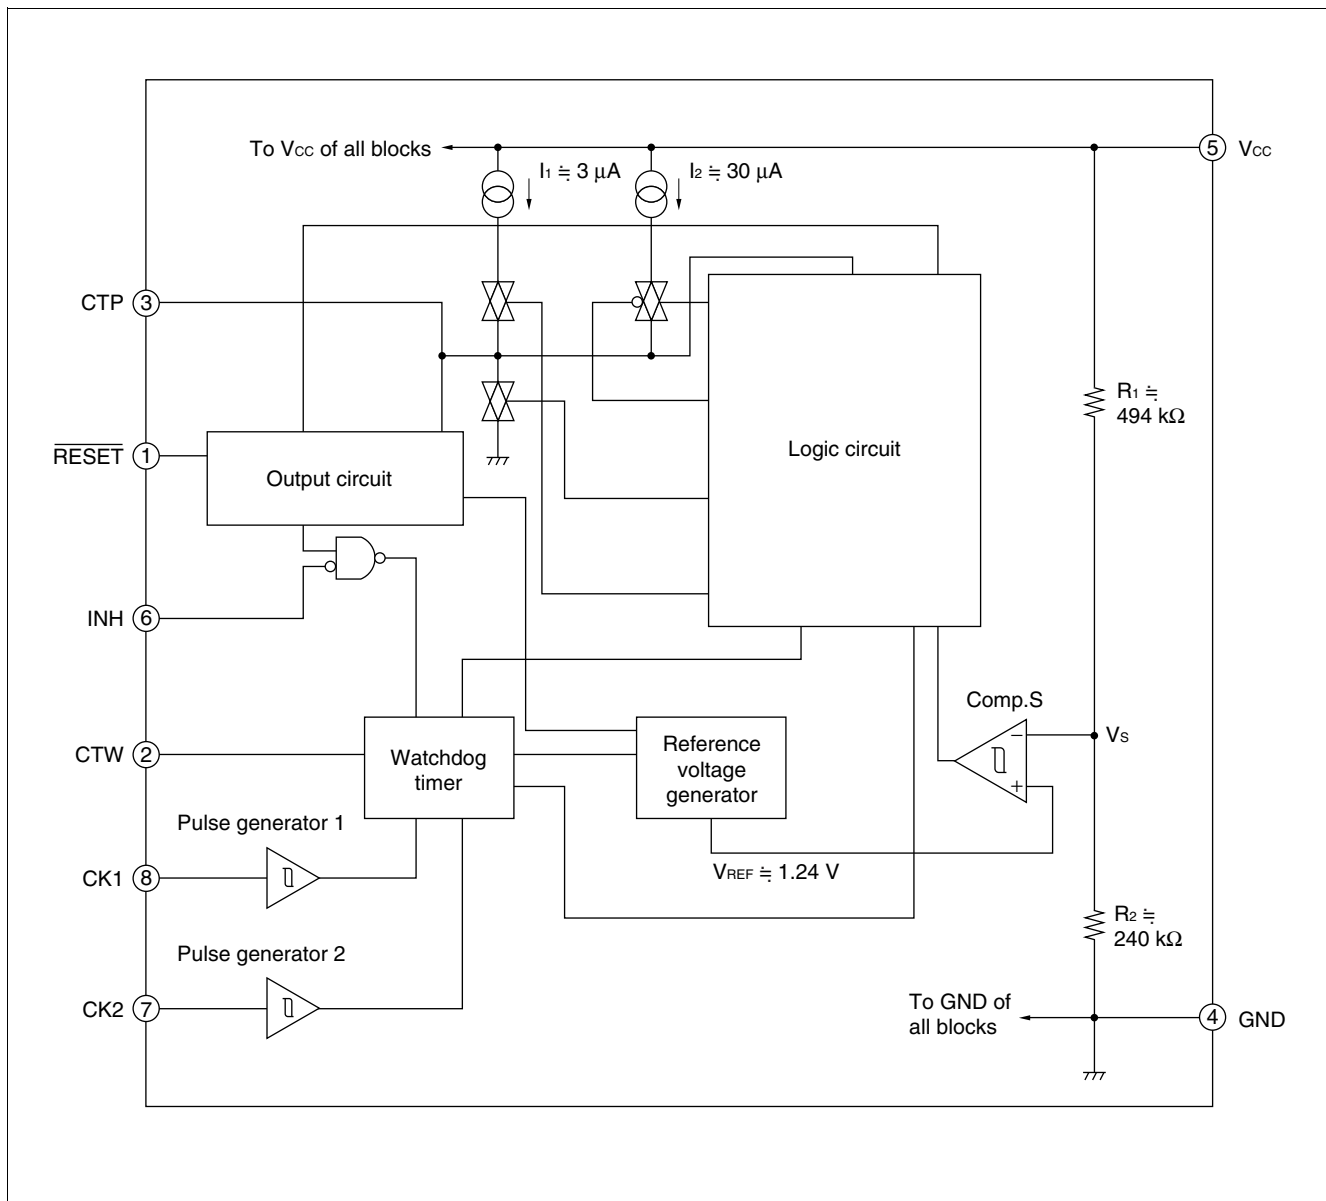 To VCC of all blocks
I1 ≒ 3 μA
I2 ≒ 30 μA
5
VCC
CTP
3
R1 ≒
494 kΩ
RESET
1
Output circuit
Logic circuit
INH
6
Comp.S
VS
−
+
CTW
2
Watchdog
timer
Reference
voltage
generator
Pulse generator 1
VREF ≒ 1.24 V
CK1
8
R2 ≒
240 kΩ
Pulse generator 2
CK2
7
To GND of
all blocks
4
GND